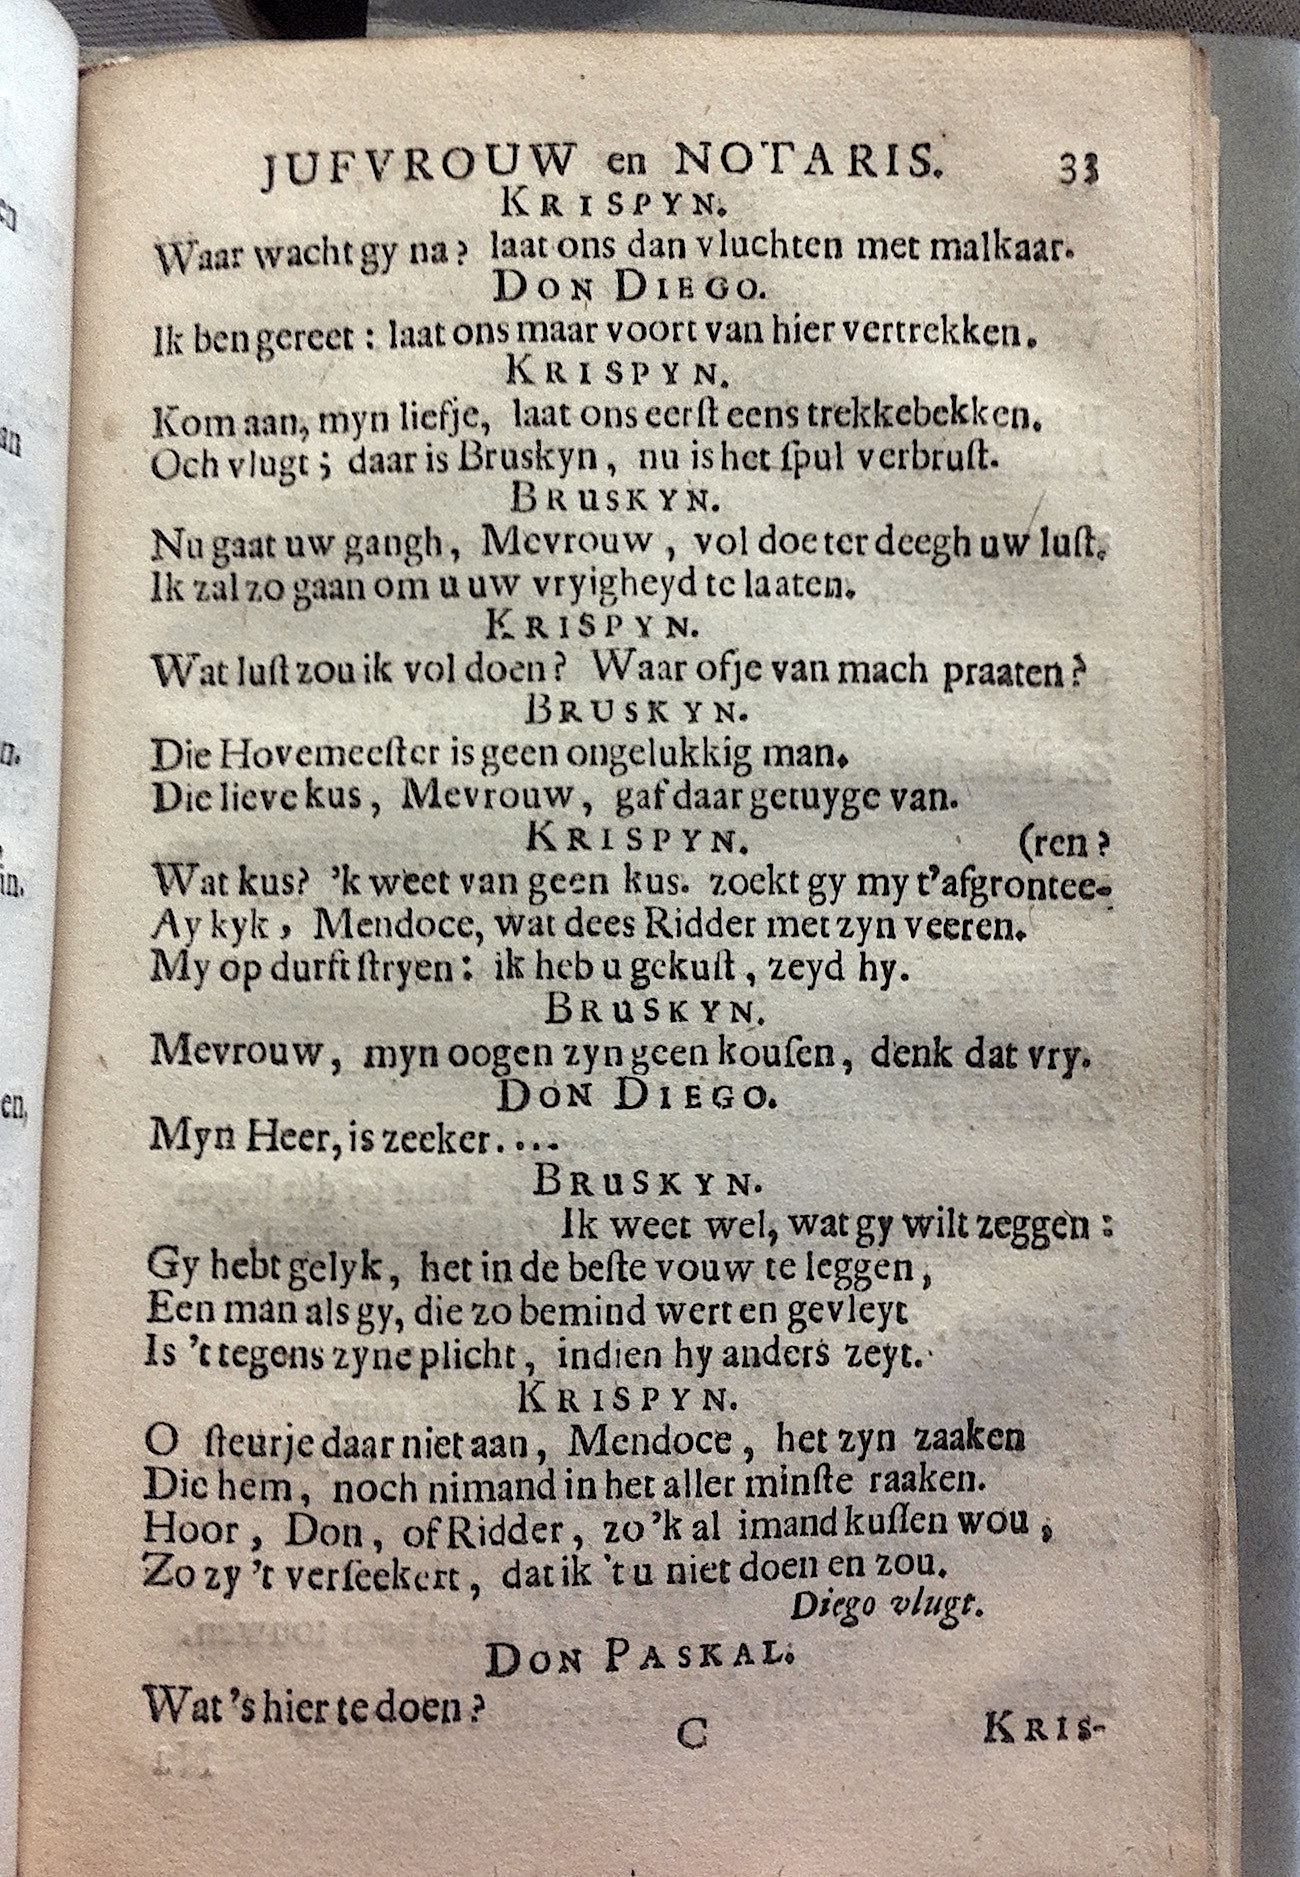 JUFVROUW en NOTARIS. 33
KRISPYN.
Waar wacht gy na? laat ons dan vluchten met malkaar.
DON DIEGO.
Ik ben gereet: laat ons maar voort van hier vertrekken.
KRISPYN.
Kom aan, myn liefje, laat ons eerſt eens trekkebekken.
Och vlugt; daar is Bruskyn, nu is het ſpul verbruſt.
BRUSKYN.
Nu gaat uw gangh, Mevrouw, vol doe ter deegh uw luſt.
Ik zal zo gaan om u uw vryigheyd te laaten.
KRISPYN.
Wat luſt zou ik vol doen? Waar ofje van mach praaten?
BRUSKYN.
Die Hovemeeſter is geen ongelukkig man.
Die lieve kus, Mevrouw, gaf daar getuyge van.
KRISPYN. (ren?
Wat kus? 'k weet van geen kus. zoekt gy my t'afgrontee-
Ay kyk, Mendoce, wat dees Ridder met zyn veeren.
My op durft ſtryen: ik heb u gekuſt, zeyd hy.
BRUSKYN.
Mevrouw, myn oogen zyn geen kouſen, denk dat vry.
DON DIEGO.
Myn Heer, is zeeker....
BRUSKYN.
Ik weet wel, wat gy wilt zeggen:
Gy hebt gelyk, het in de beſte vouw te leggen,
Een man als gy, die zo bemind wert en gevleyt
Is 't tegens zyne plicht, indien hy anders zeyt.
KRISPYN.
O ſteurje daar niet aan, Mendoce, het zyn zaaken
Die hem, noch nimand in het aller minſte raaken.
Hoor, Don, of Ridder, zo 'k al imand kuſſen wou,
Zo zy 't verſeekert, dat ik 't u niet doen en zou.
Diego vlugt.
DON PASKAL.
Wat 's hier te doen?
C KRIS-